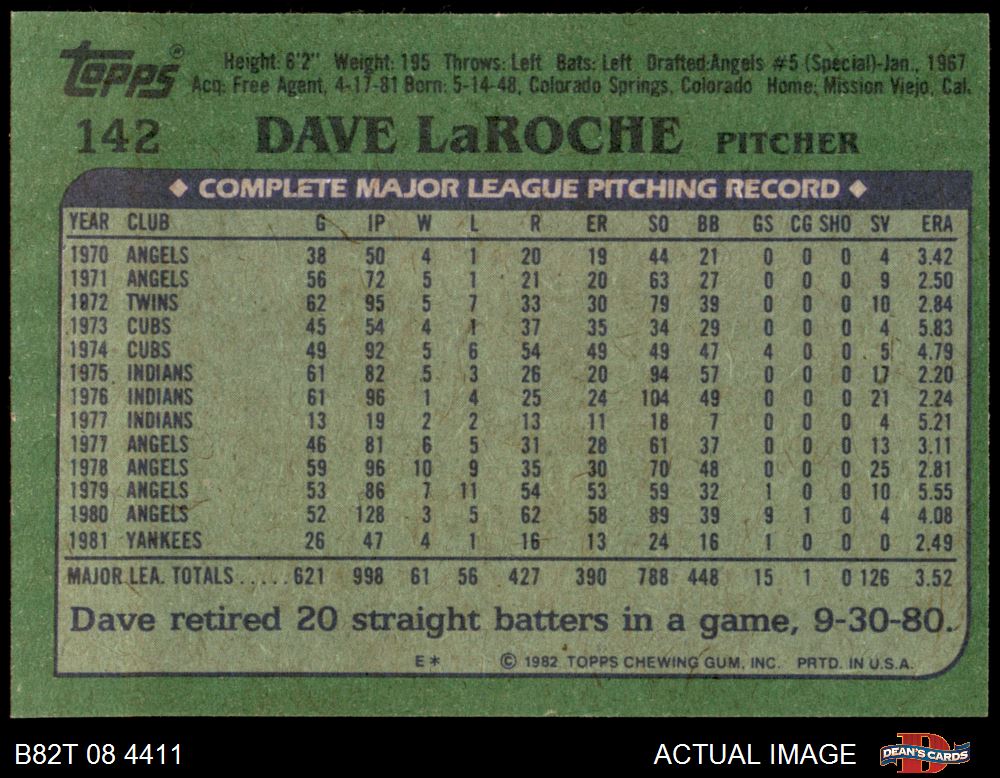 Topps® Height: 6'2" Weight: 195 Throws: Left Bats: Left Drafted: Angels #5 (Special)-Jan., 1967
Acq: Free Agent, 4-17-81 Born: 5-14-48, Colorado Springs, Colorado Home: Mission Viejo, Cal.
142 DAVE LaROCHE PITCHER
◆ COMPLETE MAJOR LEAGUE PITCHING RECORD ◆
YEAR CLUB G IP W L R ER SO BB GS CG SHO SV ERA
1970 ANGELS 38 50 4 1 20 19 44 21 0 0 0 4 3.42
1971 ANGELS 56 72 5 1 21 20 63 27 0 0 0 9 2.50
1972 TWINS 62 95 5 7 33 30 79 39 0 0 0 10 2.84
1973 CUBS 45 54 4 1 37 35 34 29 0 0 0 4 5.83
1974 CUBS 49 92 5 6 54 49 49 47 4 0 0 5 4.79
1975 INDIANS 61 82 5 3 26 20 94 57 0 0 0 17 2.20
1976 INDIANS 61 96 1 4 25 24 104 49 0 0 0 21 2.24
1977 INDIANS 13 19 2 2 13 11 18 7 0 0 0 4 5.21
1977 ANGELS 46 81 6 5 31 28 61 37 0 0 0 13 3.11
1978 ANGELS 59 96 10 9 35 30 70 48 0 0 0 25 2.81
1979 ANGELS 53 86 7 11 54 53 59 32 1 0 0 10 5.55
1980 ANGELS 52 128 3 5 62 58 89 39 9 1 0 4 4.08
1981 YANKEES 26 47 4 1 16 13 24 16 1 0 0 0 2.49
MAJOR LEA. TOTALS..... 621 998 61 56 427 390 788 448 15 1 0 126 3.52
Dave retired 20 straight batters in a game, 9-30-80.
E* © 1982 TOPPS CHEWING GUM, INC. PRTD. IN U.S.A.
B82T 08 4411 ACTUAL IMAGE D DEAN'S CARDS